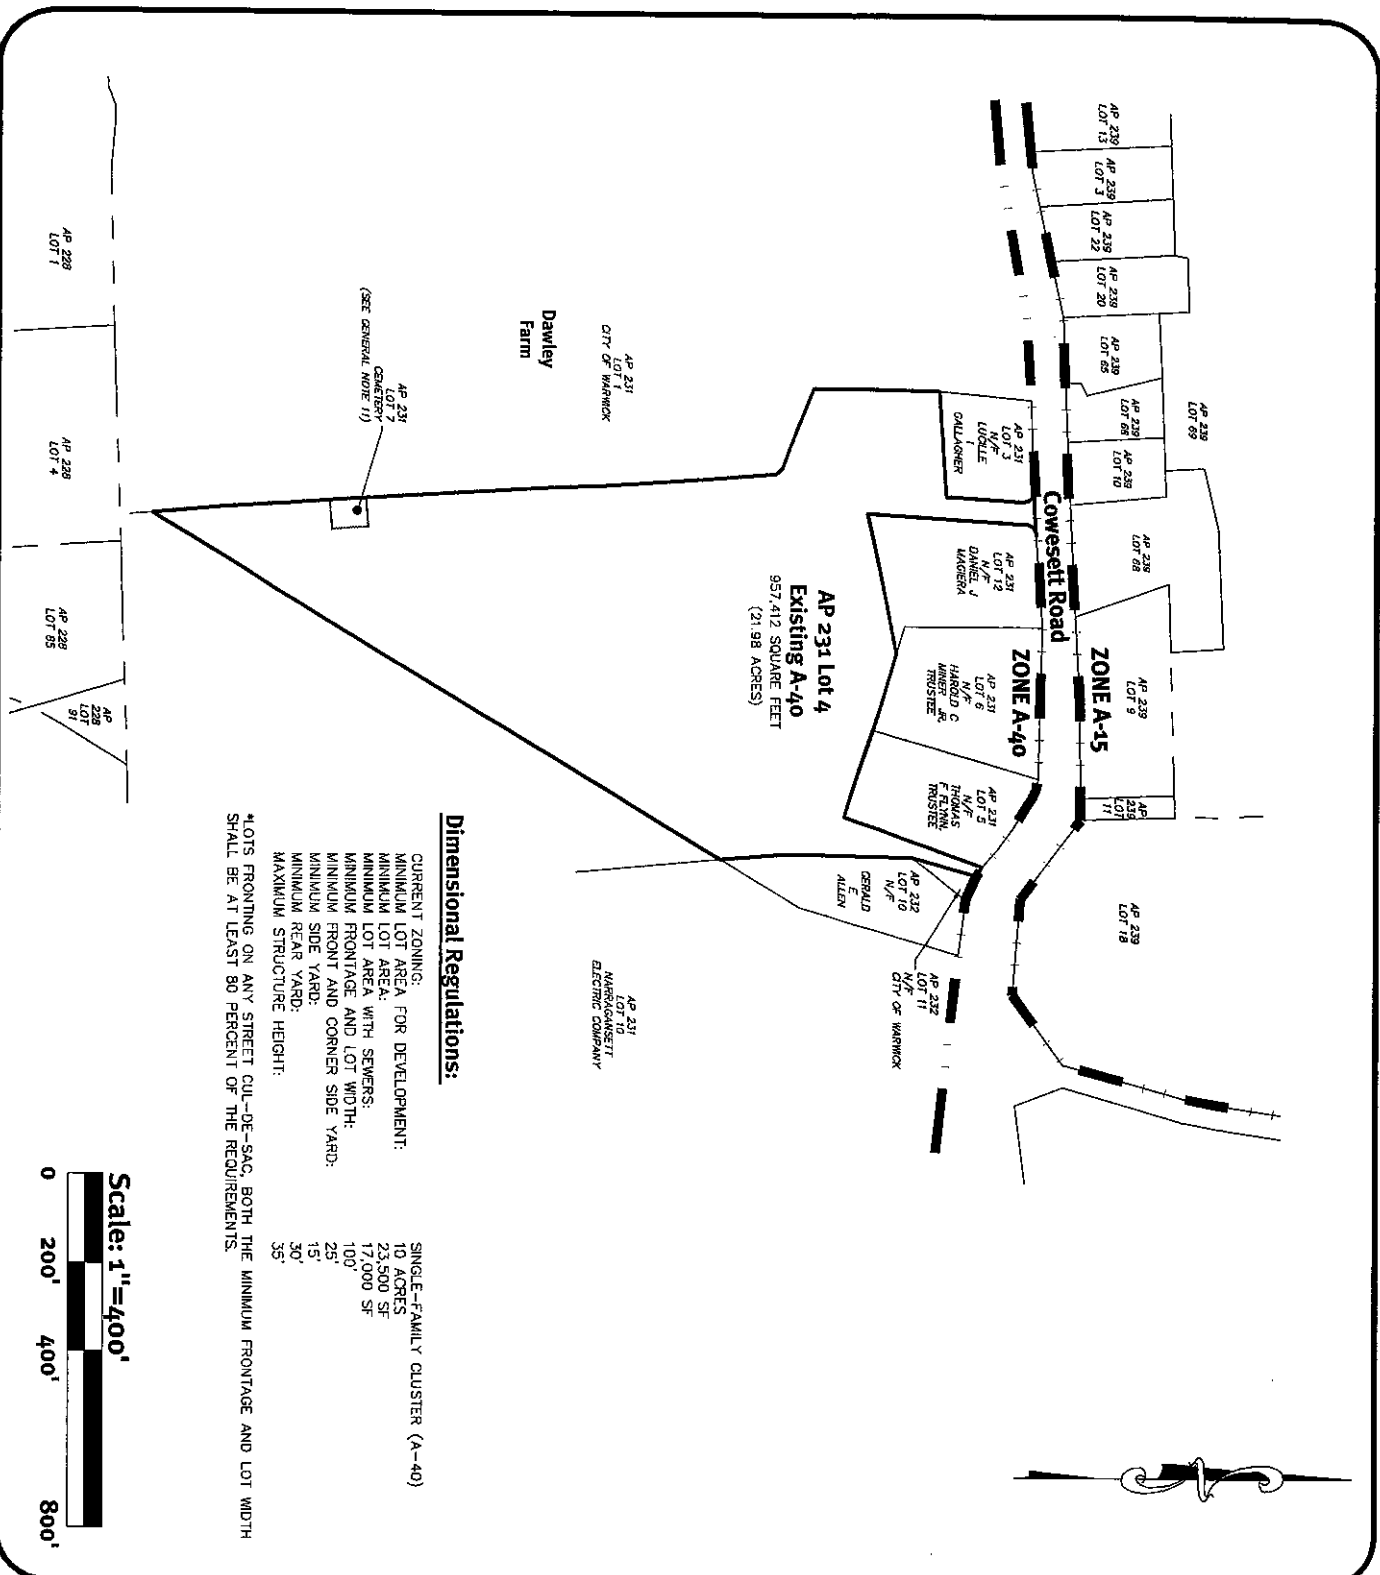 AP 239
LOT 13
AP 239
LOT 3
AP 239
LOT 22
AP 239
LOT 20
AP 239
LOT 65
AP 239
LOT 66
AP 239
LOT 10
AP 239
LOT 69
AP 239
LOT 68
AP 239
LOT 9
AP
239
LOT
11
AP 239
LOT 18
Cowesett Road
ZONE A-15
ZONE A-40
AP 231
LOT 3
N/F
LUCILLE
I
GALLAGHER
AP 231
LOT 12
N/F
DANIEL J
MAGIERA
AP 231
LOT 6
N/F
HAROLD C
MINER JR.
TRUSTEE
AP 231
LOT 5
N/F
THOMAS
F FLYNN,
TRUSTEE
AP 232
LOT 10
N/F
GERALD
E
ALLEN
AP 232
LOT 11
N/F
CITY OF WARWICK
AP 231 Lot 4
Existing A-40
957,412 SQUARE FEET
(21.98 ACRES)
AP 231
LOT 1
CITY OF WARWICK
Dawley
Farm
AP 231
LOT 7
CEMETERY
(SEE GENERAL NOTE 11)
AP 231
LOT 10
NARRAGANSETT
ELECTRIC COMPANY
AP 228
LOT 1
AP 228
LOT 4
AP 228
LOT 85
AP
228
LOT
91
Dimensional Regulations:
CURRENT ZONING: SINGLE-FAMILY CLUSTER (A-40)
MINIMUM LOT AREA FOR DEVELOPMENT: 10 ACRES
MINIMUM LOT AREA: 23,500 SF
MINIMUM LOT AREA WITH SEWERS: 17,000 SF
MINIMUM FRONTAGE AND LOT WIDTH: 100'
MINIMUM FRONT AND CORNER SIDE YARD: 25'
MINIMUM SIDE YARD: 15'
MINIMUM REAR YARD: 30'
MAXIMUM STRUCTURE HEIGHT: 35'
*LOTS FRONTING ON ANY STREET CUL-DE-SAC, BOTH THE MINIMUM FRONTAGE AND LOT WIDTH
SHALL BE AT LEAST 80 PERCENT OF THE REQUIREMENTS.
Scale: 1"=400'
0 200' 400' 800'